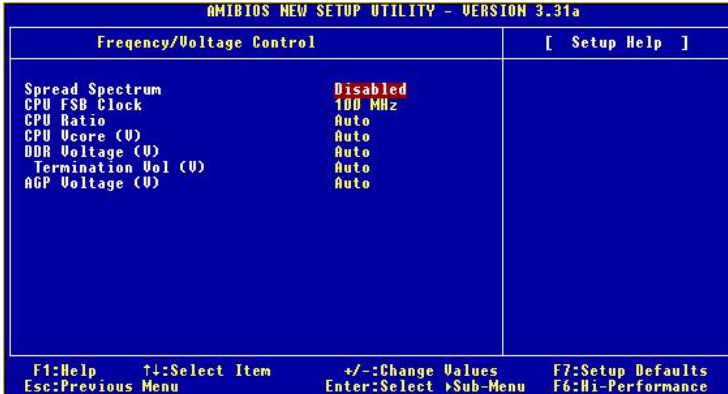 AMIBIOS NEW SETUP UTILITY - VERSION 3.31a
Freqency/Voltage Control [ Setup Help ]
Spread Spectrum Disabled
CPU FSB Clock 100 MHz
CPU Ratio Auto
CPU Vcore (V) Auto
DDR Voltage (V) Auto
Termination Vol (V) Auto
AGP Voltage (V) Auto
F1:Help ↑↓:Select Item +/-:Change Values F7:Setup Defaults
Esc:Previous Menu Enter:Select ▸Sub-Menu F6:Hi-Performance